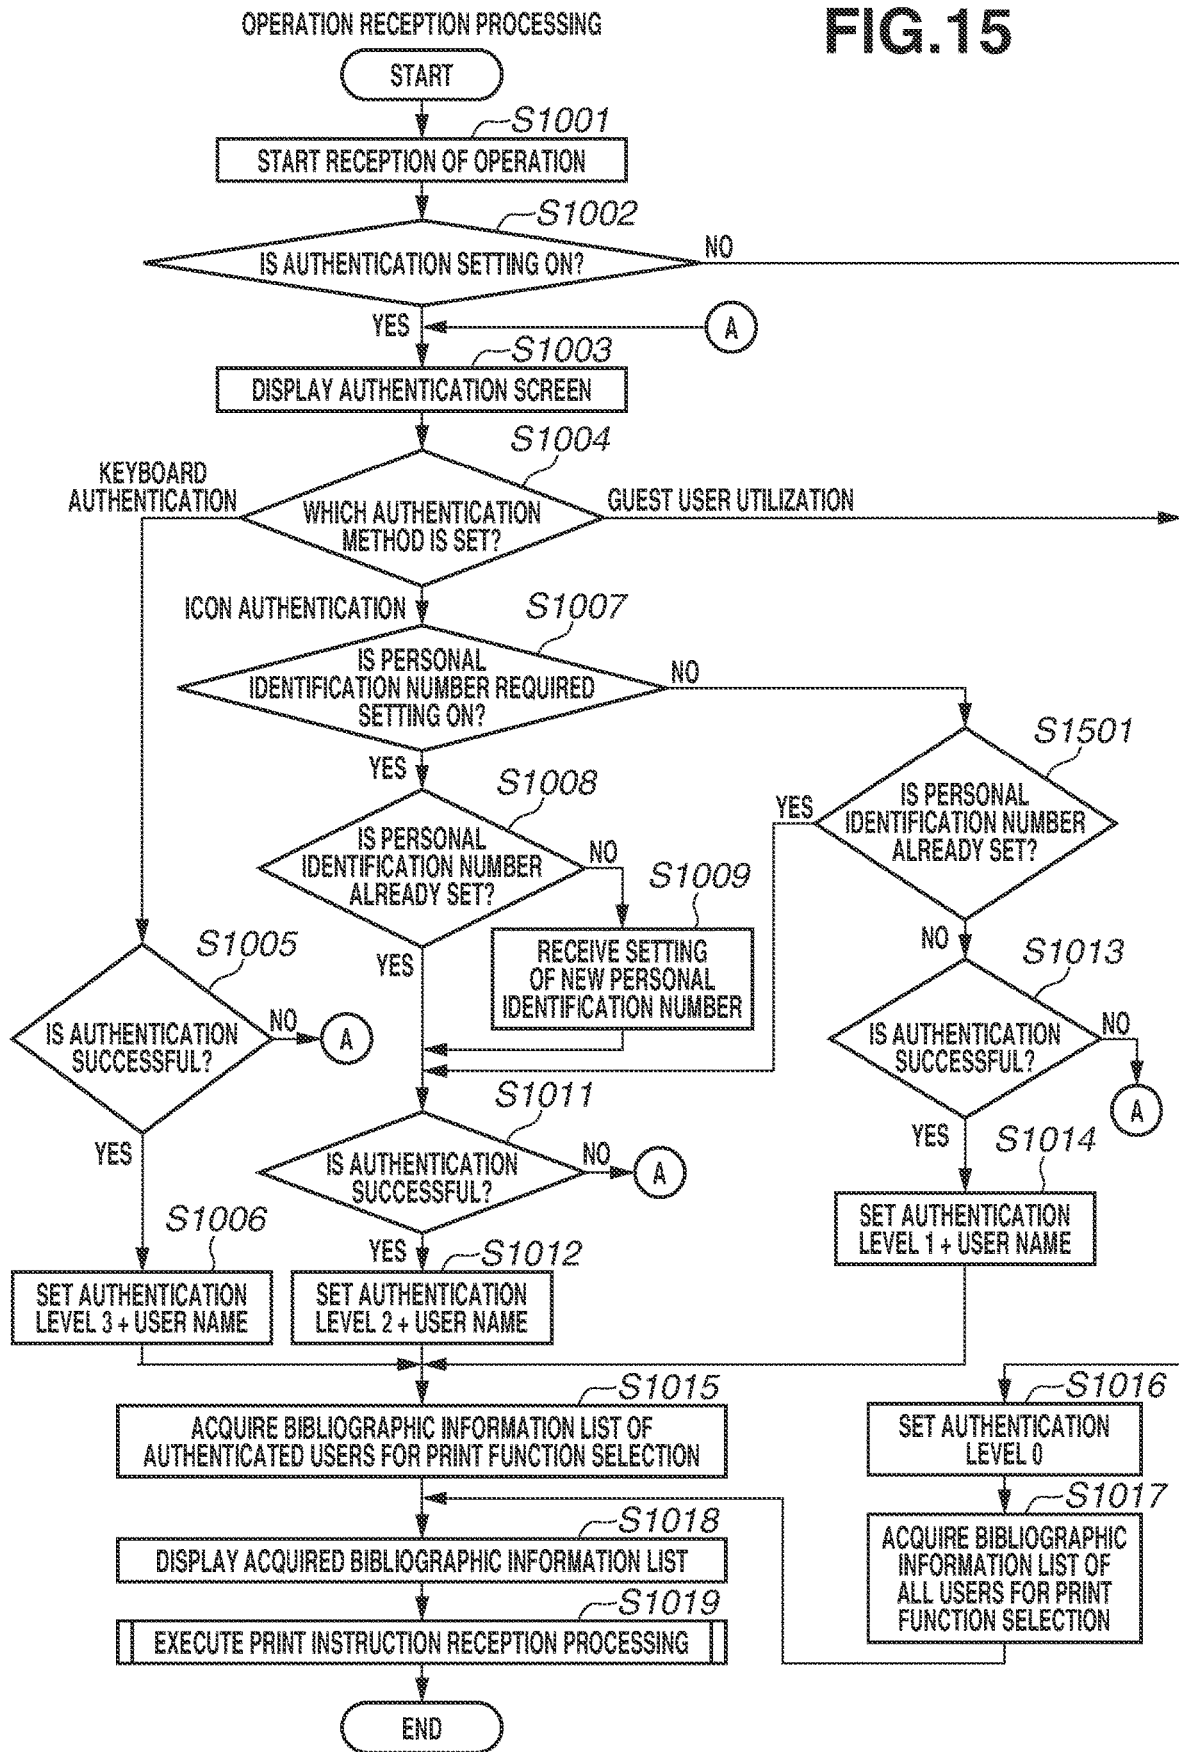 OPERATION RECEPTION PROCESSING
FIG.15
START
S1001
START RECEPTION OF OPERATION
S1002
IS AUTHENTICATION SETTING ON?
NO
YES
A
S1003
DISPLAY AUTHENTICATION SCREEN
S1004
KEYBOARD
AUTHENTICATION
WHICH AUTHENTICATION
METHOD IS SET?
GUEST USER UTILIZATION
ICON AUTHENTICATION
S1007
IS PERSONAL
IDENTIFICATION NUMBER REQUIRED
SETTING ON?
NO
YES
S1501
IS PERSONAL
IDENTIFICATION NUMBER
ALREADY SET?
YES
NO
S1008
IS PERSONAL
IDENTIFICATION NUMBER
ALREADY SET?
NO
YES
S1009
RECEIVE SETTING
OF NEW PERSONAL
IDENTIFICATION NUMBER
S1005
IS AUTHENTICATION
SUCCESSFUL?
NO
A
YES
S1013
IS AUTHENTICATION
SUCCESSFUL?
NO
A
YES
S1011
IS AUTHENTICATION
SUCCESSFUL?
NO
A
YES
S1014
SET AUTHENTICATION
LEVEL 1 + USER NAME
S1006
SET AUTHENTICATION
LEVEL 3 + USER NAME
S1012
SET AUTHENTICATION
LEVEL 2 + USER NAME
S1015
ACQUIRE BIBLIOGRAPHIC INFORMATION LIST OF
AUTHENTICATED USERS FOR PRINT FUNCTION SELECTION
S1016
SET AUTHENTICATION
LEVEL 0
S1017
ACQUIRE BIBLIOGRAPHIC
INFORMATION LIST OF
ALL USERS FOR PRINT
FUNCTION SELECTION
S1018
DISPLAY ACQUIRED BIBLIOGRAPHIC INFORMATION LIST
S1019
EXECUTE PRINT INSTRUCTION RECEPTION PROCESSING
END